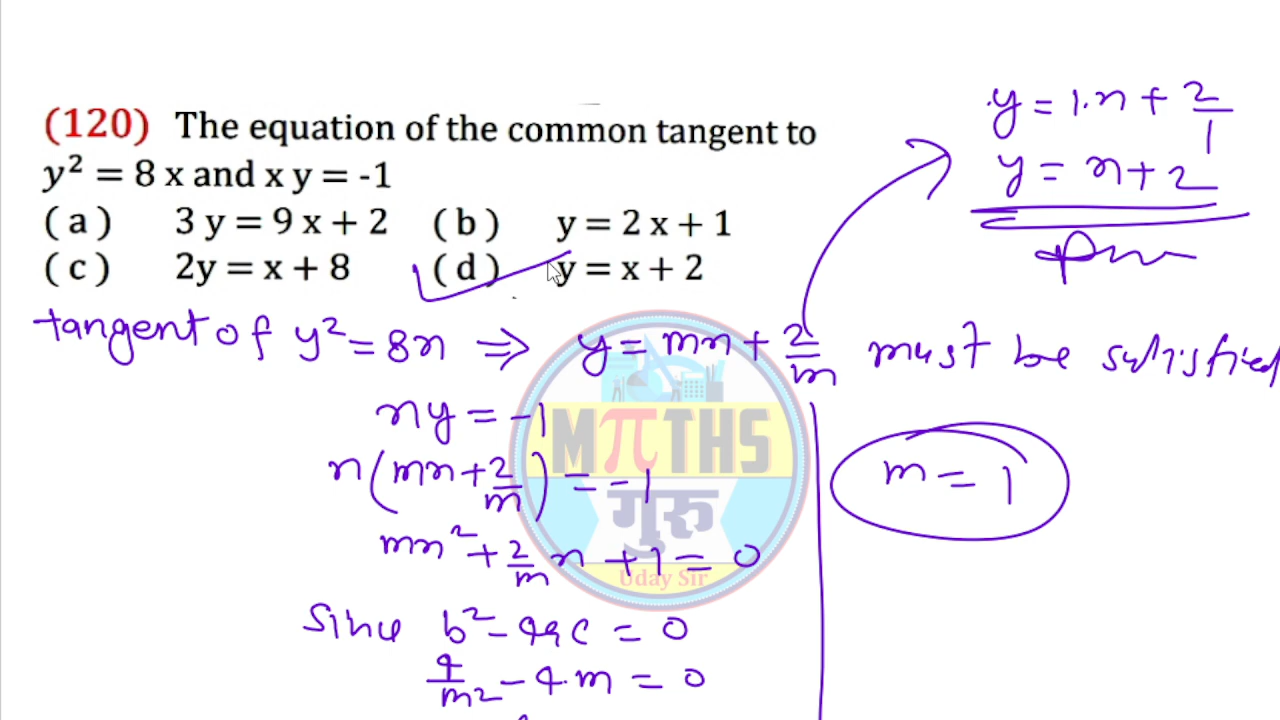 (120) The equation of the common tangent to
y² = 8 x and x y = -1
(a) 3 y = 9 x + 2 (b) y = 2 x + 1
(c) 2y = x + 8 (d) y = x + 2
tangent of y² = 8x ⇒ y = mx + 2/m must be satisfied
xy = -1
x(mx + 2/m) = -1
mx² + 2/m x + 1 = 0
Since b² - 4ac = 0
4/m² - 4·m = 0
m = 1
y = 1·x + 2/1
y = x + 2
MπTHS
गुरु
Uday Sir